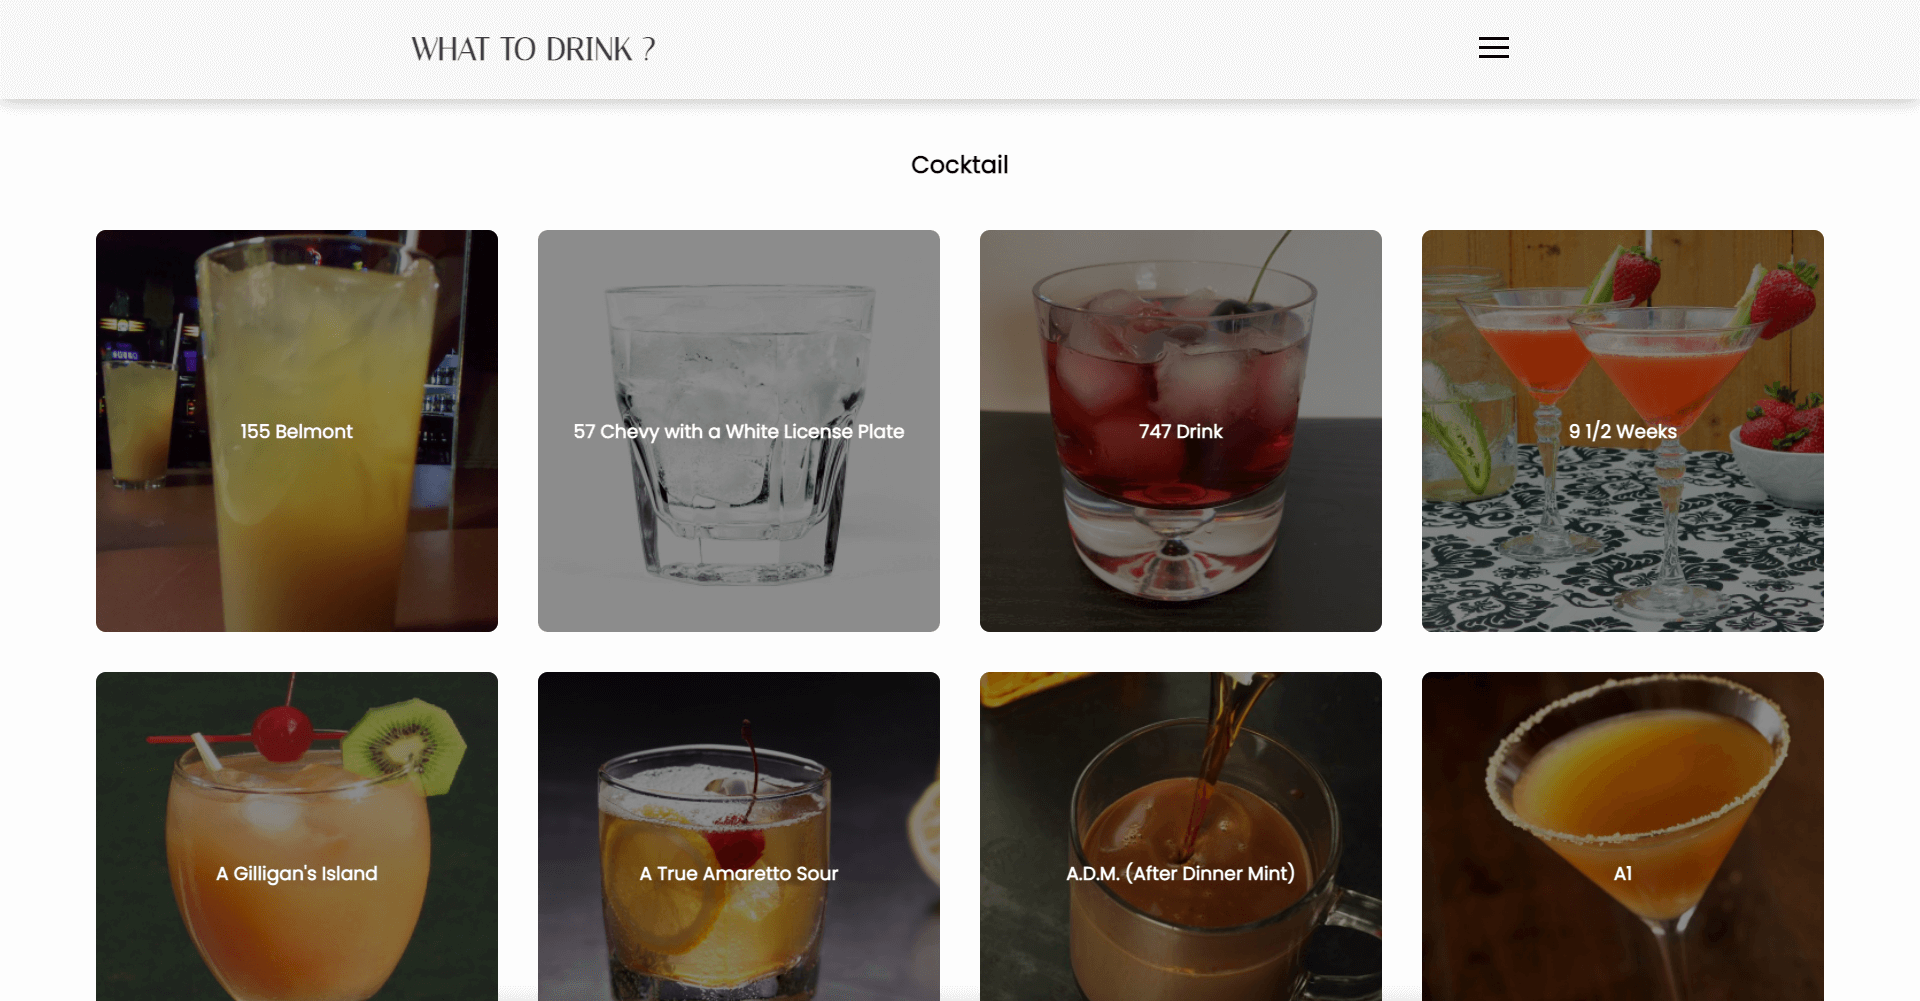 WHAT TO DRINK ?
Cocktail
155 Belmont
57 Chevy with a White License Plate
747 Drink
9 1/2 Weeks
A Gilligan's Island
A True Amaretto Sour
A.D.M. (After Dinner Mint)
A1